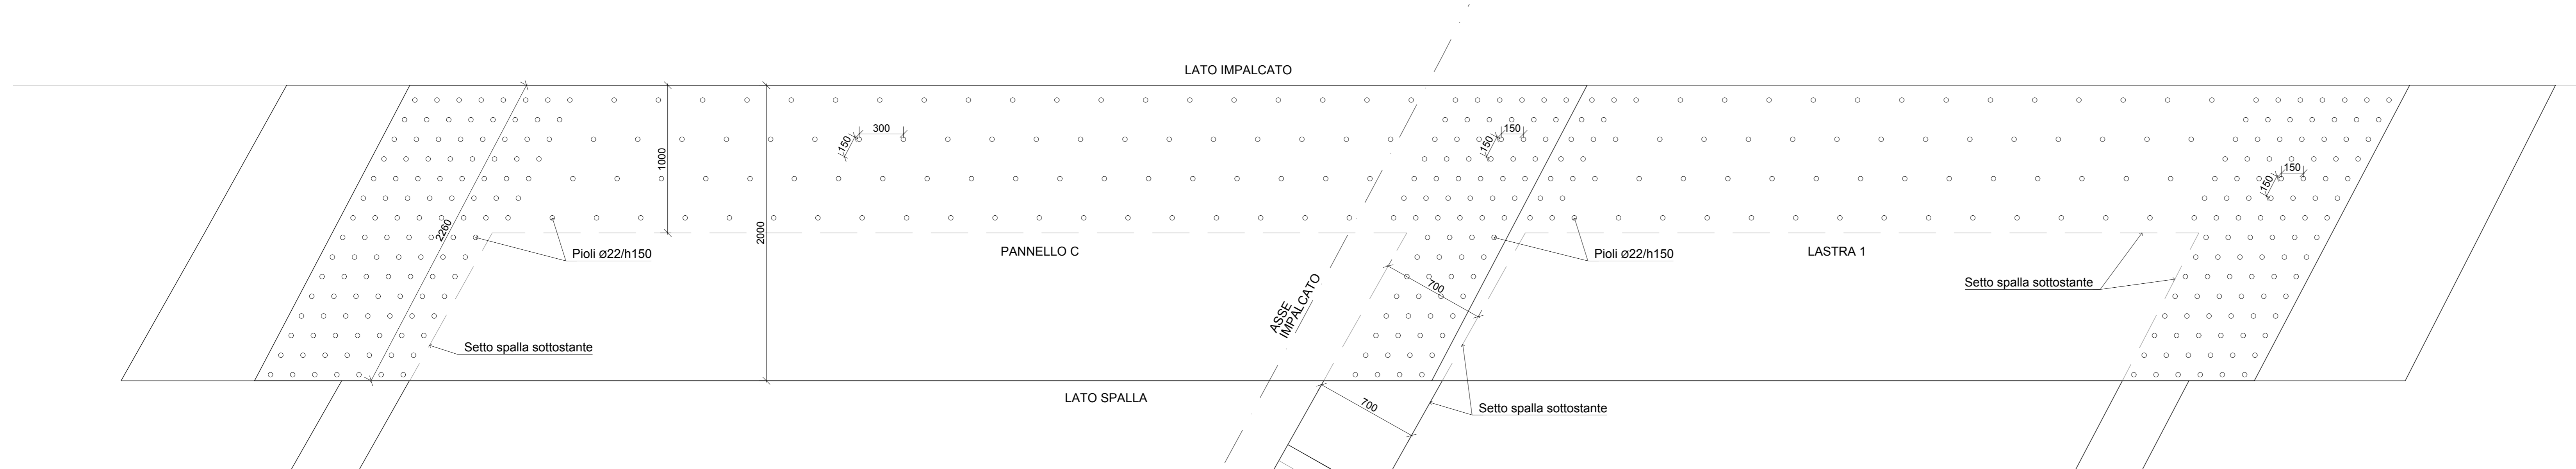 LATO IMPALCATO
300
150
150
150
150
150
1000
2260
2000
Pioli ø22/h150
PANNELLO C
Pioli ø22/h150
LASTRA 1
ASSE
IMPALCATO
700
Setto spalla sottostante
Setto spalla sottostante
LATO SPALLA
700
Setto spalla sottostante